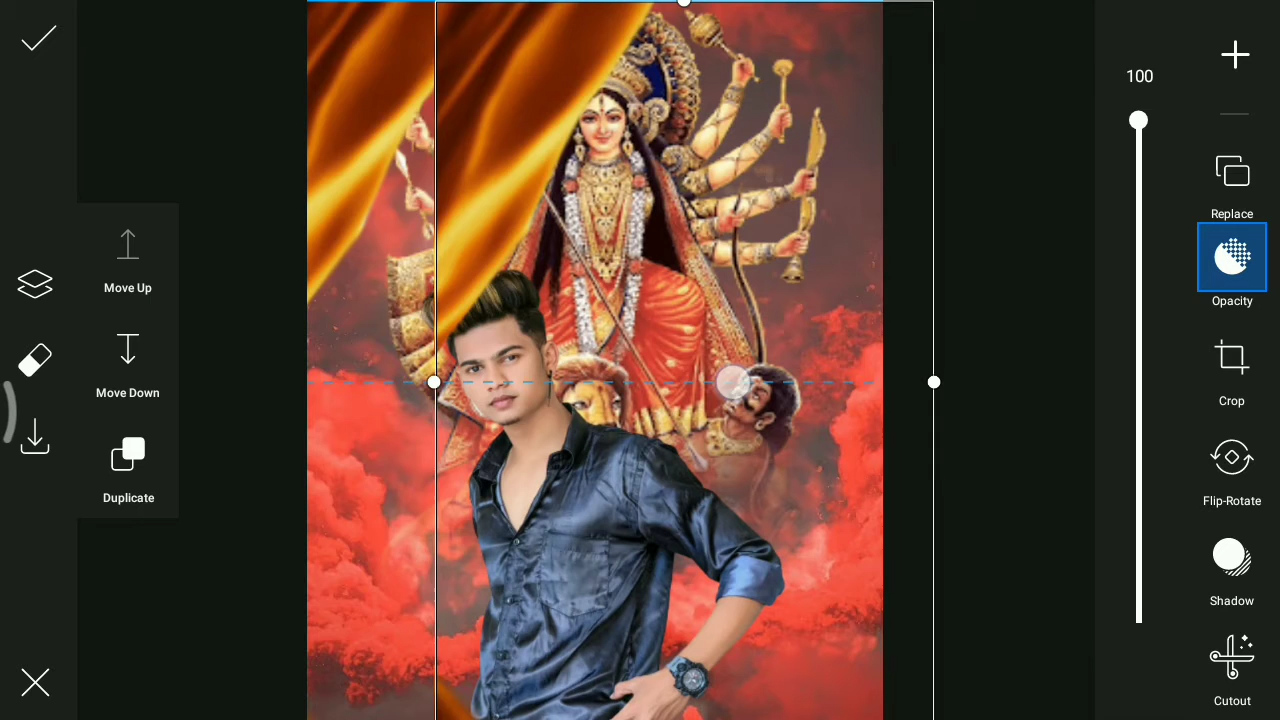 Move Up
Move Down
Duplicate
100
Replace
Opacity
Crop
Flip-Rotate
Shadow
Cutout